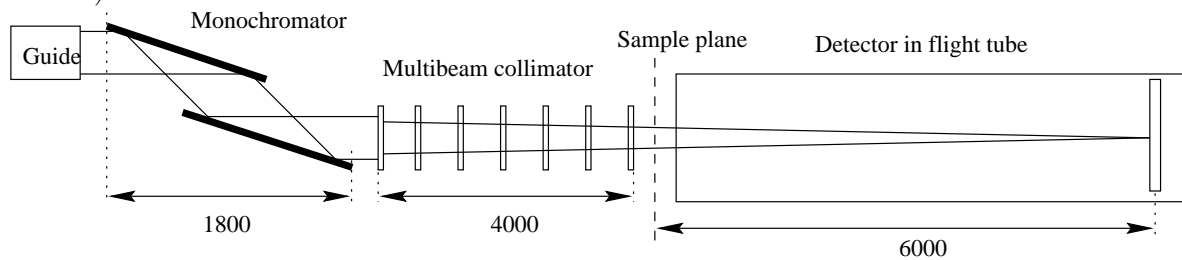 )
Monochromator
Guide
Sample plane
Detector in flight tube
Multibeam collimator
1800
4000
6000